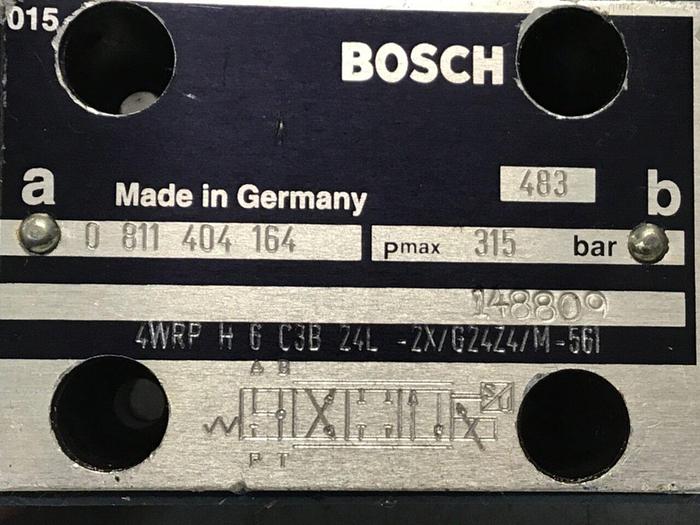 015
BOSCH
a
Made in Germany
483
b
0 811 404 164
pmax 315 bar
148809
4WRP H 6 C3B 24L -2X/G24Z4/M-561
A B
P T